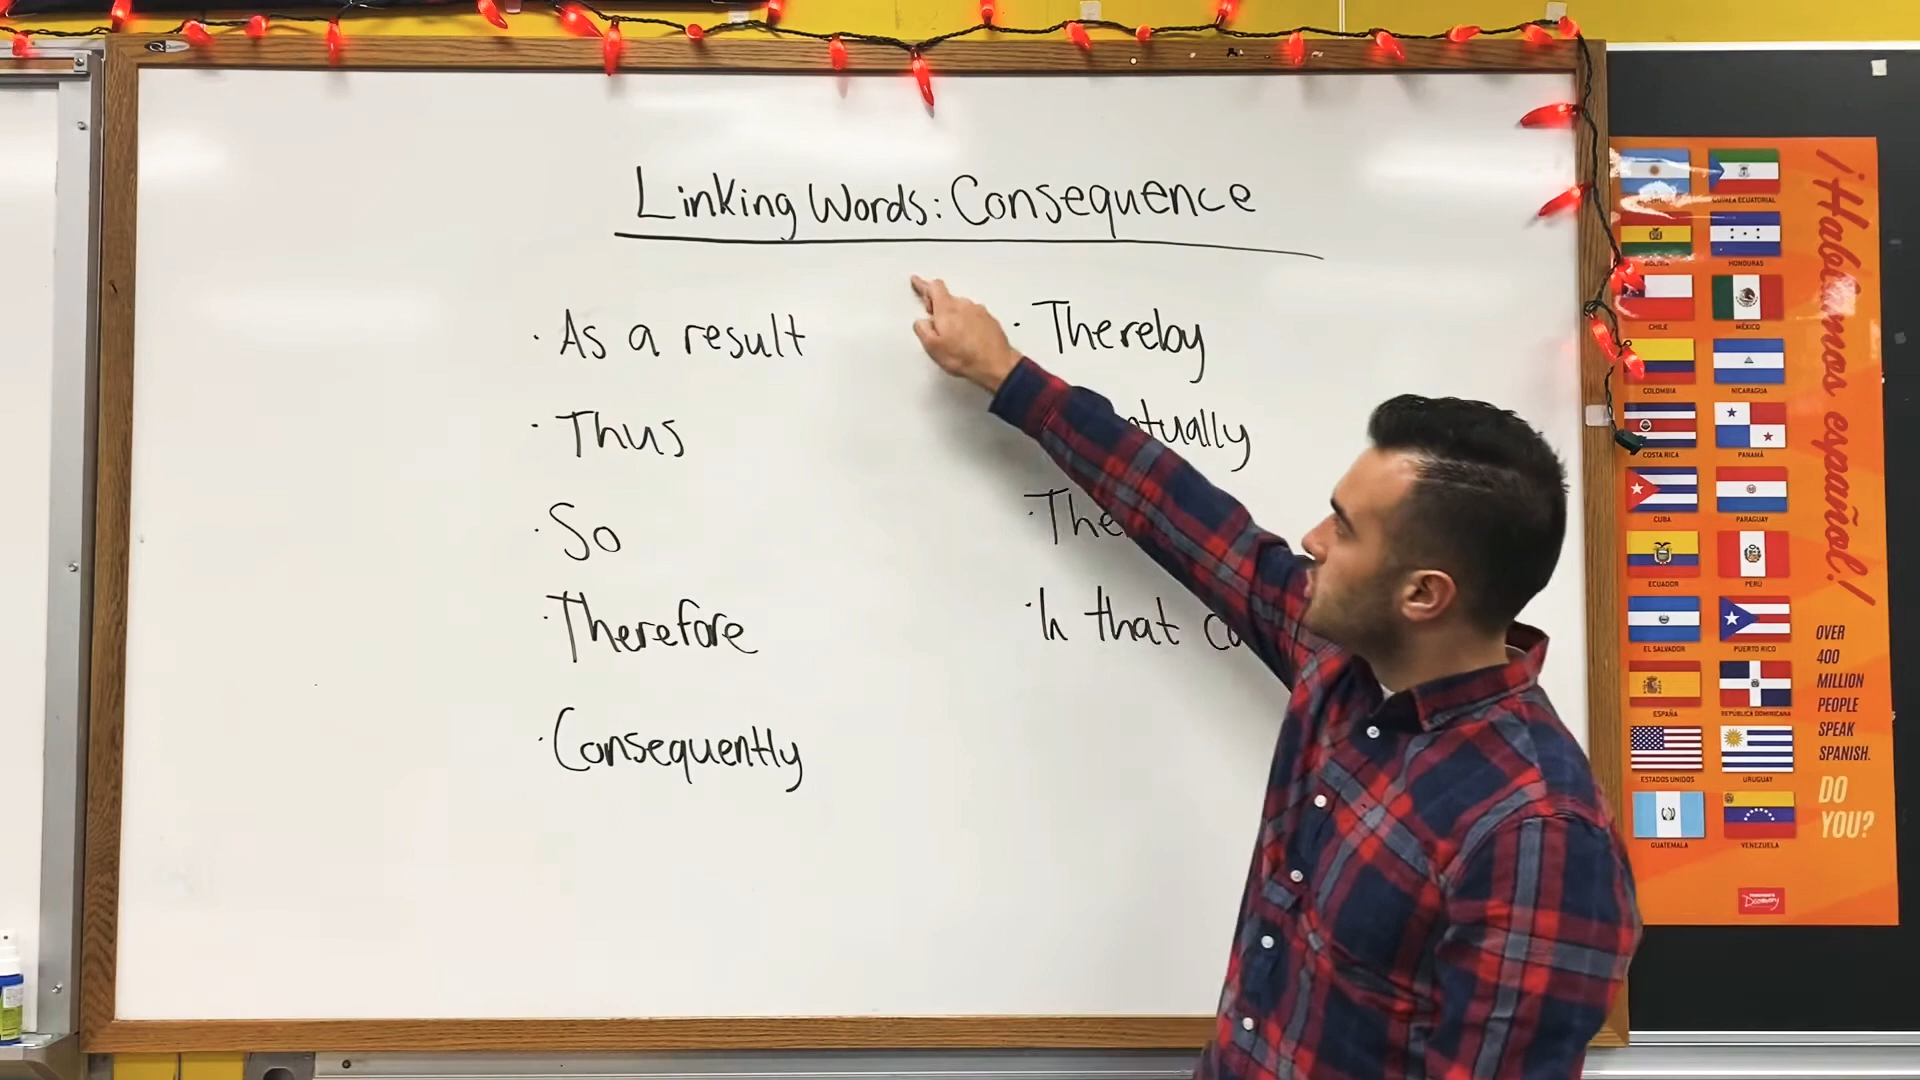 Linking Words: Consequence
· As a result
· Thus
· So
· Therefore
· Consequently
· Thereby
tually
· The
· In that ca
¡Hablamos español!
GUINEA ECUATORIAL
BOLIVIA
HONDURAS
CHILE
MÉXICO
COLOMBIA
NICARAGUA
COSTA RICA
PANAMÁ
CUBA
PARAGUAY
ECUADOR
PERÚ
EL SALVADOR
PUERTO RICO
ESPAÑA
REPÚBLICA DOMINICANA
ESTADOS UNIDOS
URUGUAY
GUATEMALA
VENEZUELA
OVER
400
MILLION
PEOPLE
SPEAK
SPANISH.
DO
YOU?
Discovery